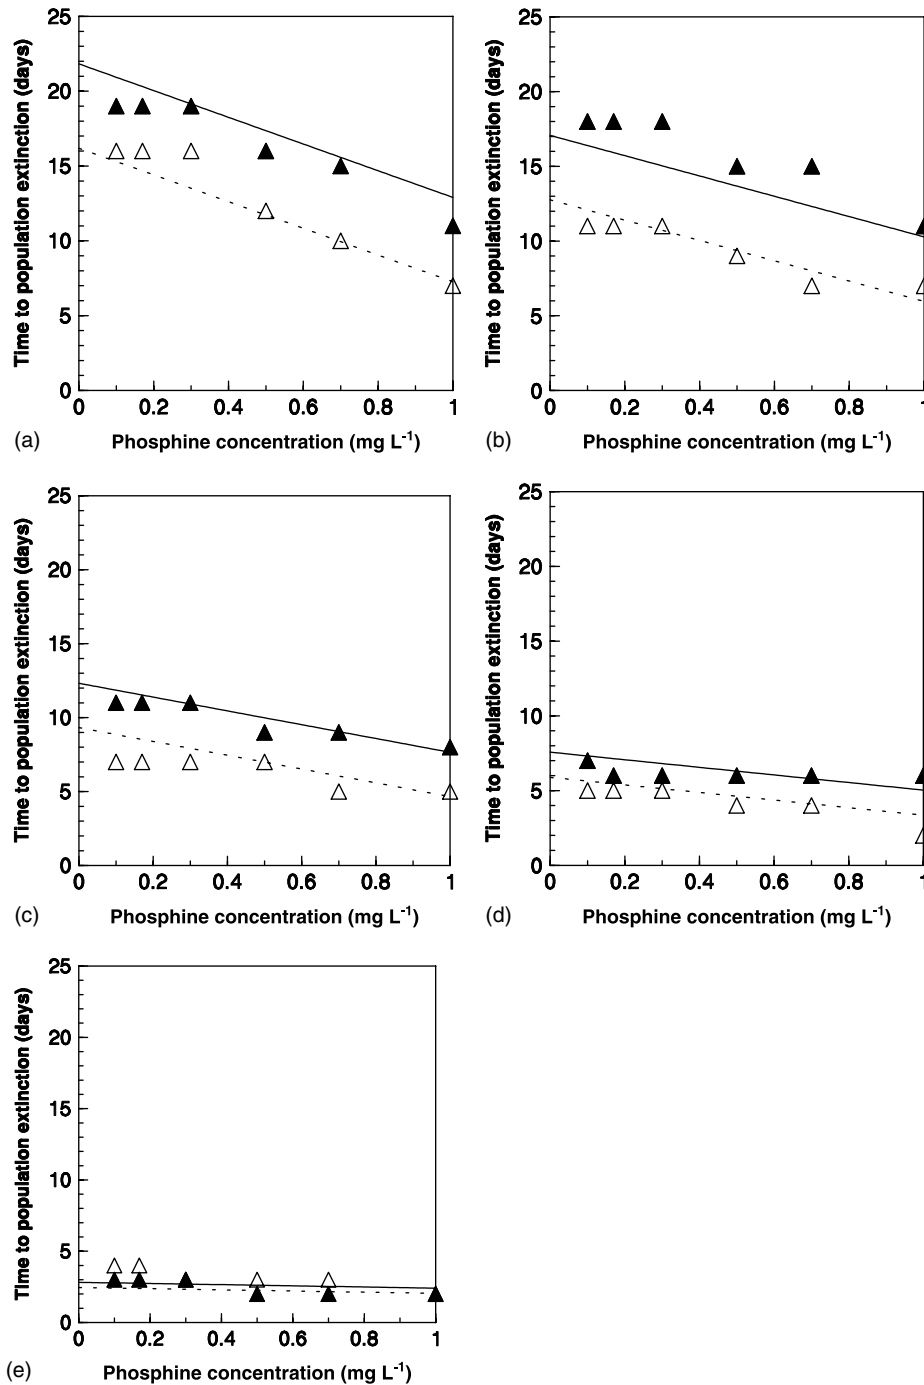 25
20
15
10
5
0
Time to population extinction (days)
0 0.2 0.4 0.6 0.8 1
(a) Phosphine concentration (mg L⁻¹)
25
20
15
10
5
0
Time to population extinction (days)
0 0.2 0.4 0.6 0.8 1
(b) Phosphine concentration (mg L⁻¹)
25
20
15
10
5
0
Time to population extinction (days)
0 0.2 0.4 0.6 0.8 1
(c) Phosphine concentration (mg L⁻¹)
25
20
15
10
5
0
Time to population extinction (days)
0 0.2 0.4 0.6 0.8 1
(d) Phosphine concentration (mg L⁻¹)
25
20
15
10
5
0
Time to population extinction (days)
0 0.2 0.4 0.6 0.8 1
(e) Phosphine concentration (mg L⁻¹)